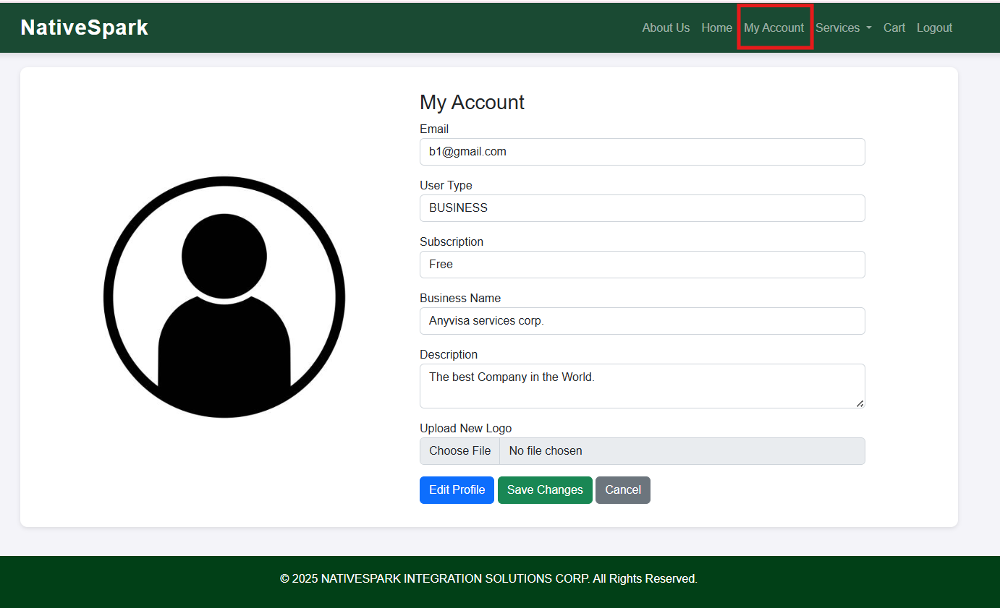 NativeSpark
About Us Home My Account Services Cart Logout
My Account
Email
b1@gmail.com
User Type
BUSINESS
Subscription
Free
Business Name
Anyvisa services corp.
Description
The best Company in the World.
Upload New Logo
Choose File No file chosen
Edit Profile Save Changes Cancel
© 2025 NATIVESPARK INTEGRATION SOLUTIONS CORP. All Rights Reserved.